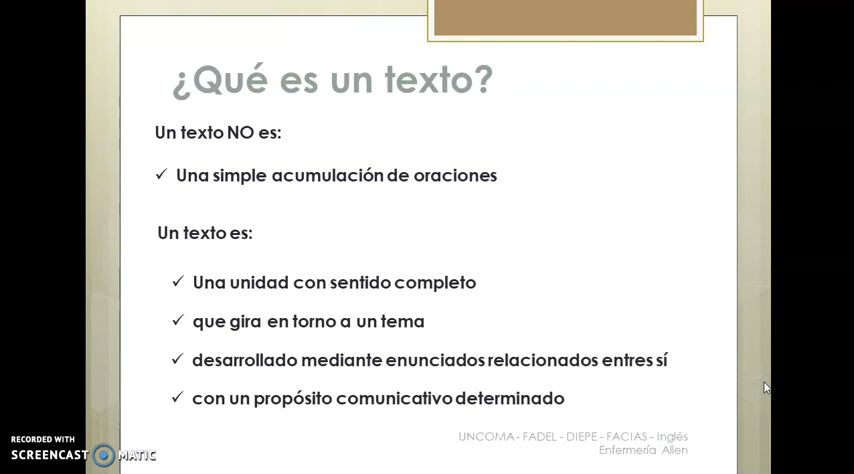 ¿Qué es un texto?
Un texto NO es:
✓ Una simple acumulación de oraciones
Un texto es:
✓ Una unidad con sentido completo
✓ que gira en torno a un tema
✓ desarrollado mediante enunciados relacionados entres sí
✓ con un propósito comunicativo determinado
UNCOMA - FADEL - DIEPE - FACIAS - Inglés
Enfermería Allen
RECORDED WITH
SCREENCAST MATIC